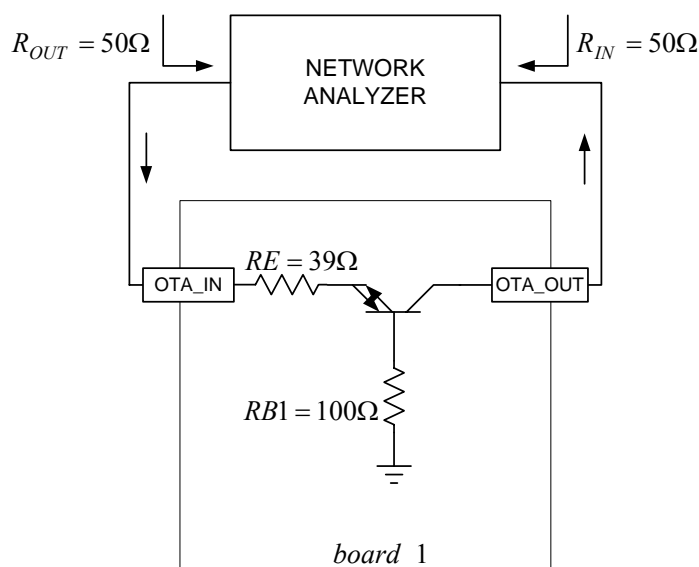 R_OUT = 50Ω
R_IN = 50Ω
NETWORK
ANALYZER
RE = 39Ω
OTA_IN
OTA_OUT
RB1 = 100Ω
board 1